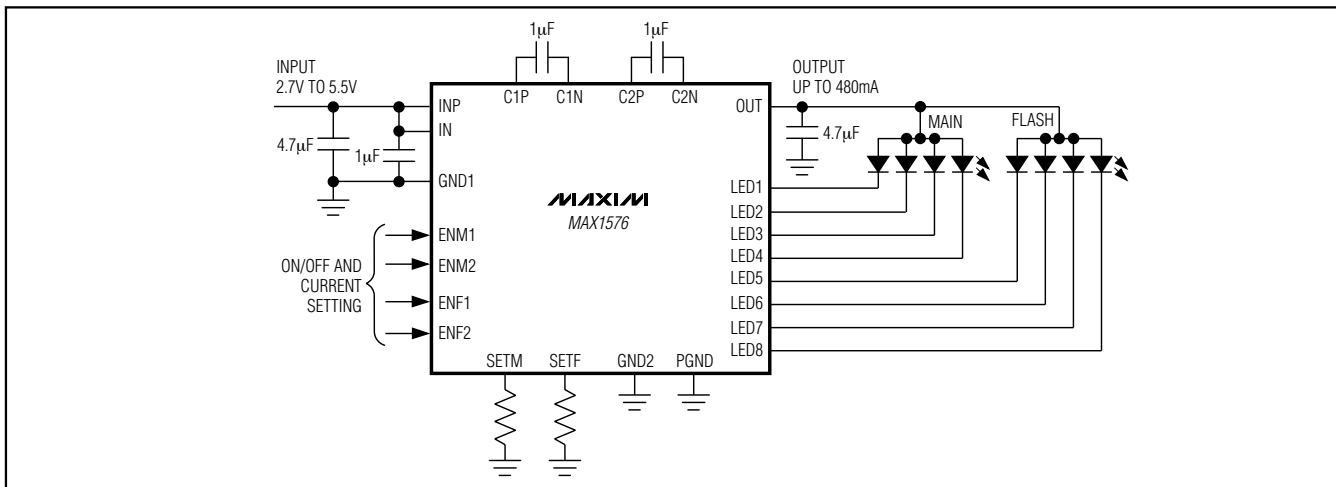 1µF
1µF
INPUT
2.7V TO 5.5V
OUTPUT
UP TO 480mA
C1P
C1N
C2P
C2N
INP
OUT
IN
MAIN
FLASH
4.7µF
4.7µF
1µF
GND1
MAXIM
MAX1576
LED1
LED2
LED3
LED4
LED5
LED6
LED7
LED8
ENM1
ENM2
ENF1
ENF2
ON/OFF AND
CURRENT
SETTING
SETM
SETF
GND2
PGND